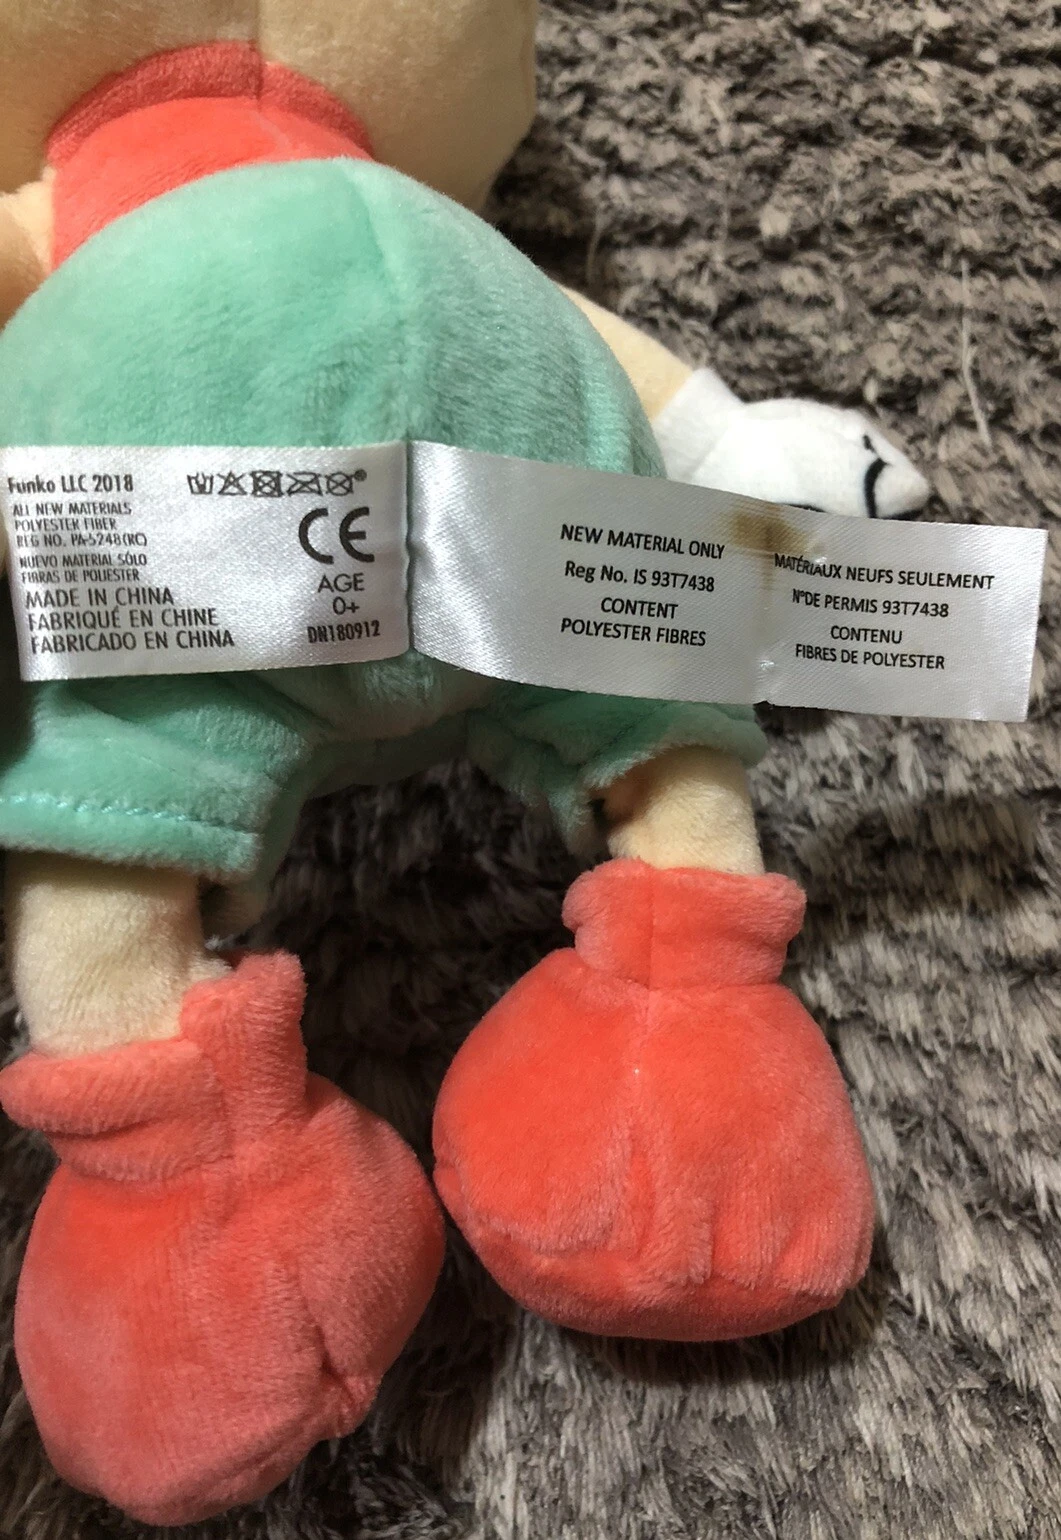 Funko LLC 2018
ALL NEW MATERIALS
POLYESTER FIBER
REG NO. PA-5248(RC)
NUEVO MATERIAL SÓLO
FIBRAS DE POLIESTER
MADE IN CHINA
FABRIQUÉ EN CHINE
FABRICADO EN CHINA
CE
AGE
0+
DN180912
NEW MATERIAL ONLY
Reg No. IS 93T7438
CONTENT
POLYESTER FIBRES
MATÉRIAUX NEUFS SEULEMENT
N°DE PERMIS 93T7438
CONTENU
FIBRES DE POLYESTER